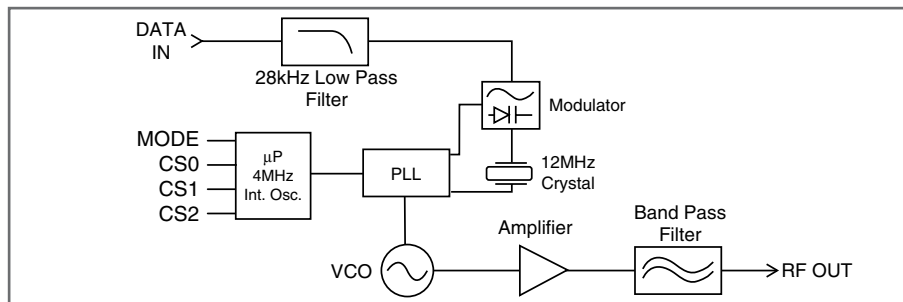 DATA
IN
28kHz Low Pass
Filter
Modulator
MODE
CS0
CS1
CS2
µP
4MHz
Int. Osc.
PLL
12MHz
Crystal
Amplifier
Band Pass
Filter
VCO
RF OUT